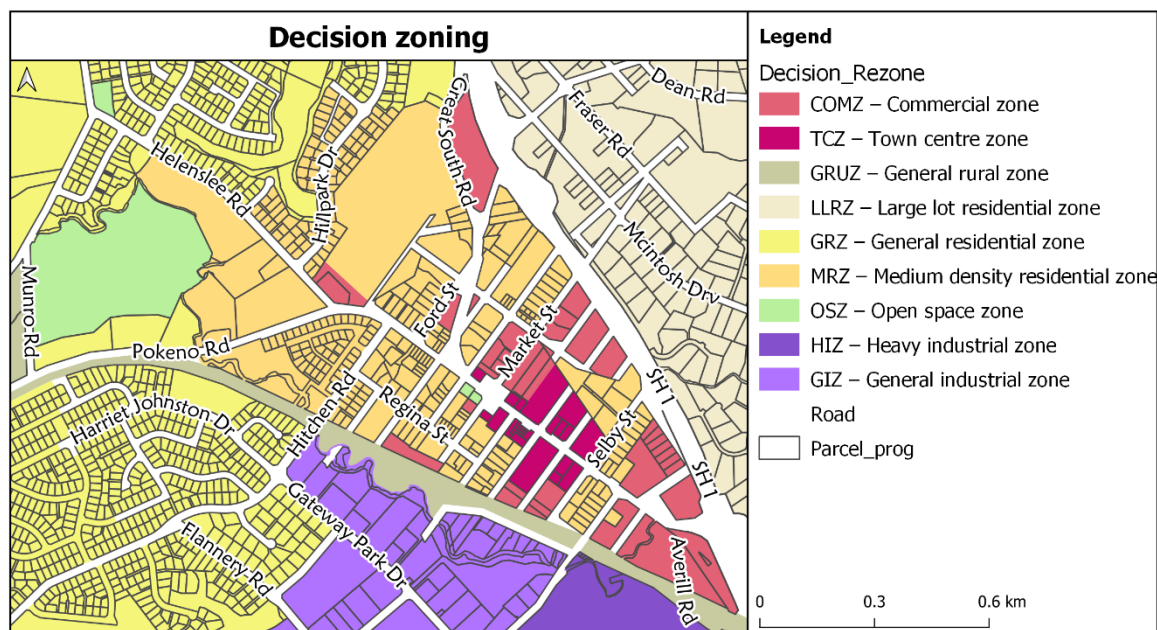 Decision zoning
Great South Rd
Dean Rd
Fraser Rd
Helenslee Rd
Hillpark Dr
Mcintosh Drv
Munro Rd
Ford St
Market St
Pokeno Rd
SH 1
Harriet Johnston Dr
Hitchen Rd
Regina St
Selby St
SH 1
Gateway Park Dr
Flannery Rd
Averill Rd
Legend
Decision_Rezone
COMZ – Commercial zone
TCZ – Town centre zone
GRUZ – General rural zone
LLRZ – Large lot residential zone
GRZ – General residential zone
MRZ – Medium density residential zone
OSZ – Open space zone
HIZ – Heavy industrial zone
GIZ – General industrial zone
Road
Parcel_prog
0 0.3 0.6 km